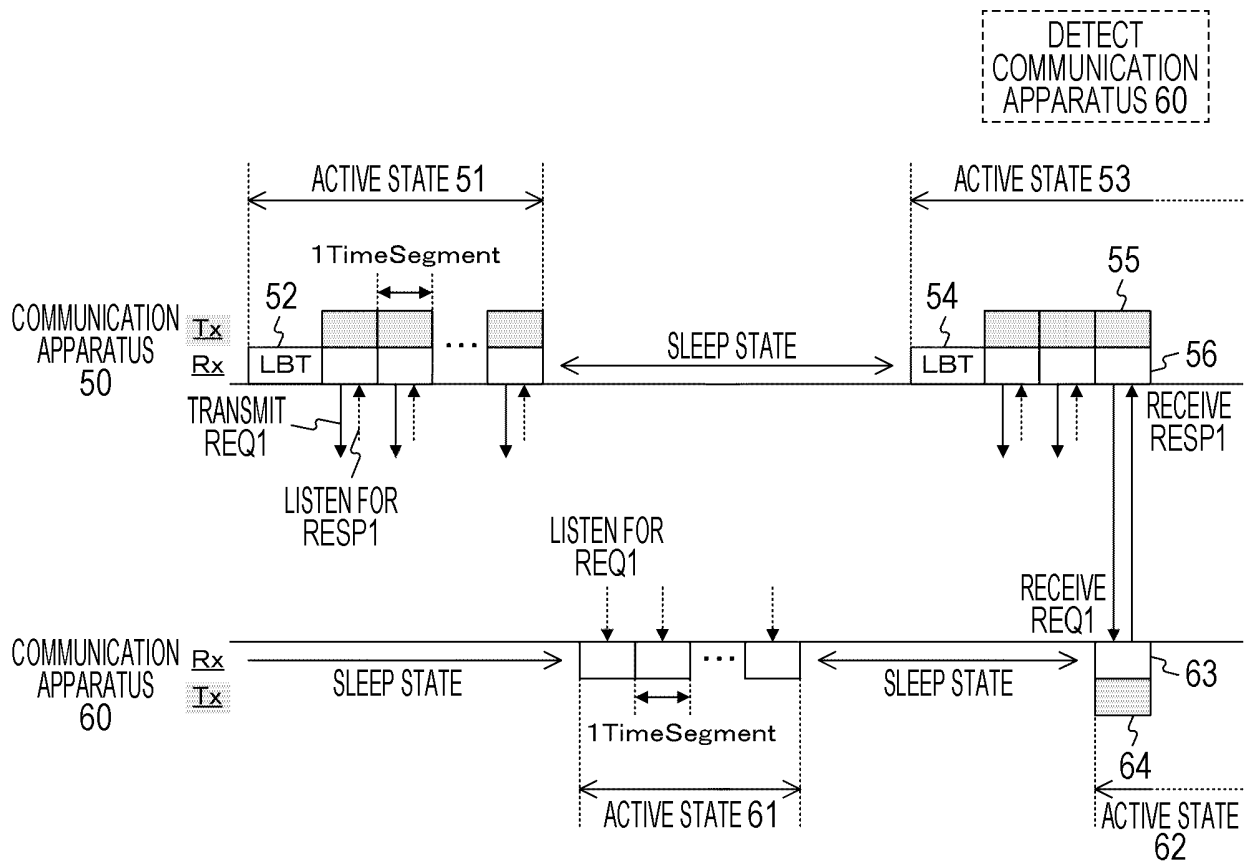 DETECT
COMMUNICATION
APPARATUS 60
ACTIVE STATE 51
ACTIVE STATE 53
1TimeSegment
52
54
55
COMMUNICATION
APPARATUS
50
Tx
Rx
LBT
...
SLEEP STATE
LBT
56
TRANSMIT
REQ1
RECEIVE
RESP1
LISTEN FOR
RESP1
LISTEN FOR
REQ1
RECEIVE
REQ1
COMMUNICATION
APPARATUS
60
Rx
Tx
SLEEP STATE
...
SLEEP STATE
63
1TimeSegment
64
ACTIVE STATE 61
ACTIVE STATE
62